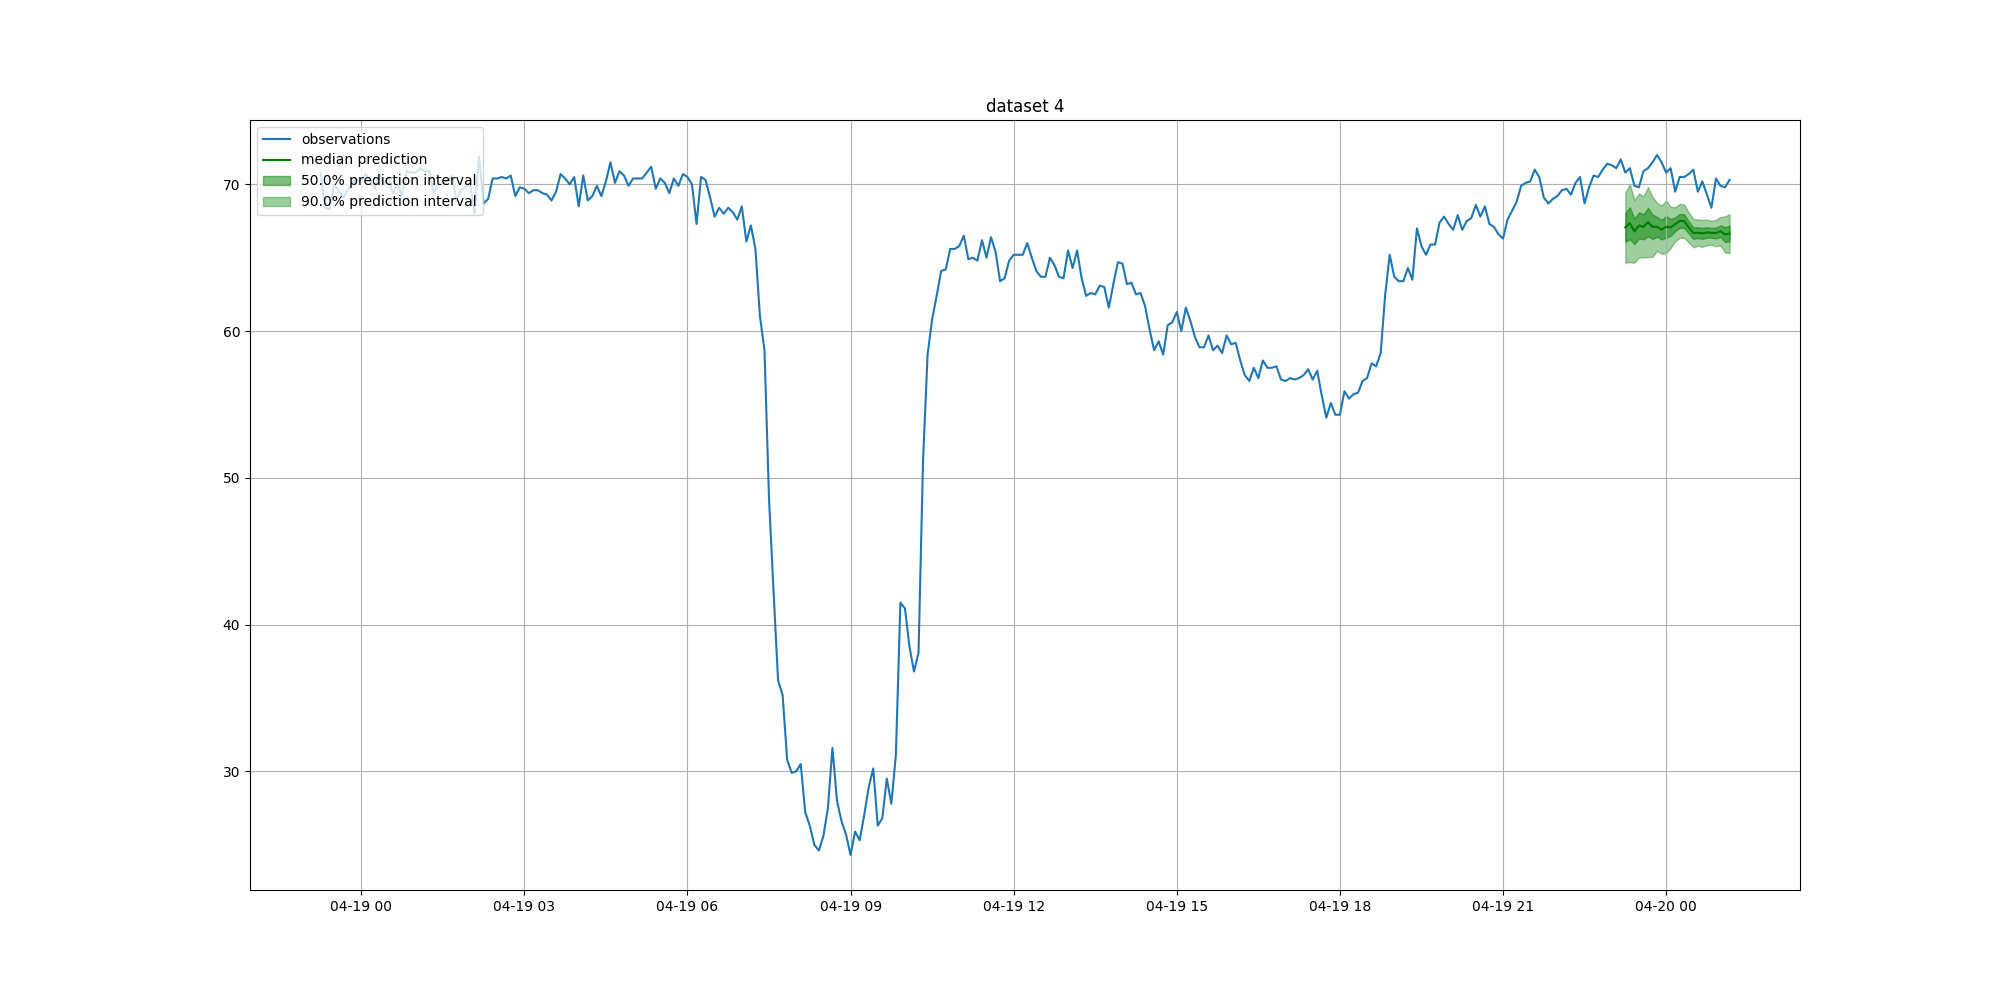 dataset 4
observations
median prediction
50.0% prediction interval
90.0% prediction interval
70
60
50
40
30
04-19 00
04-19 03
04-19 06
04-19 09
04-19 12
04-19 15
04-19 18
04-19 21
04-20 00